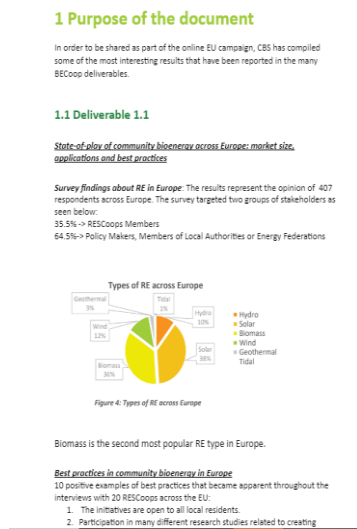 1 Purpose of the document
In order to be shared as part of the online EU campaign, CBS has compiled
some of the most interesting results that have been reported in the many
BECoop deliverables.
1.1 Deliverable 1.1
State-of-play of community bioenergy across Europe: market size,
applications and best practices
Survey findings about RE in Europe: The results represent the opinion of 407
respondents across Europe. The survey targeted two groups of stakeholders as
seen below:
35.5% -> RESCoops Members
64.5%-> Policy Makers, Members of Local Authorities or Energy Federations
Types of RE across Europe
Geothermal
Tidal
1%
Hydro
10%
Wind
12%
Solar
38%
Biomass
30%
Hydro
Solar
Biomass
Wind
Geothermal
Tidal
Figure 4: Types of RE across Europe
Biomass is the second most popular RE type in Europe.
Best practices in community bioenergy in Europe
10 positive examples of best practices that became apparent throughout the
interviews with 20 RESCoops across the EU:
1. The initiatives are open to all local residents.
2. Participation in many different research studies related to creating